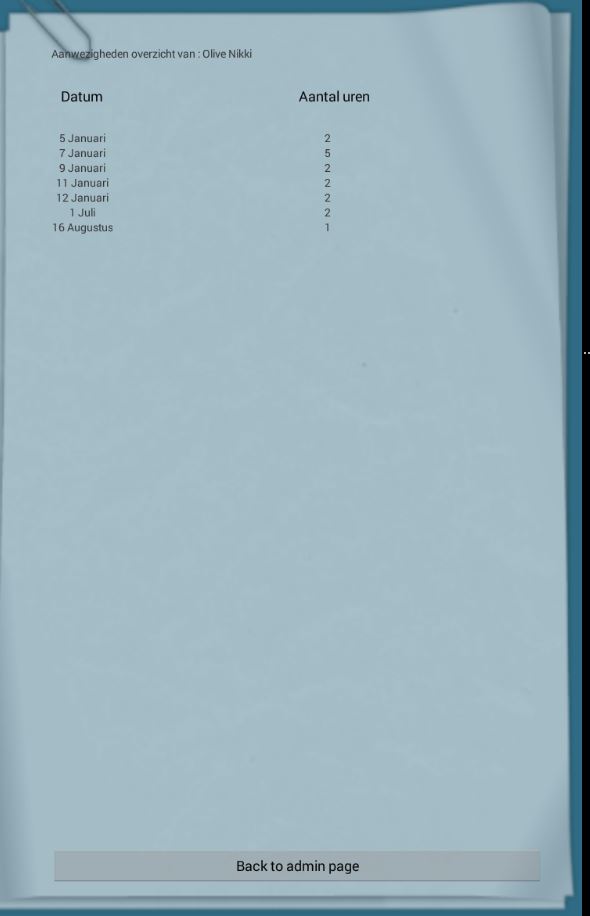 Aanwezigheden overzicht van : Olive Nikki
Datum Aantal uren
5 Januari 2
7 Januari 5
9 Januari 2
11 Januari 2
12 Januari 2
1 Juli 2
16 Augustus 1
Back to admin page